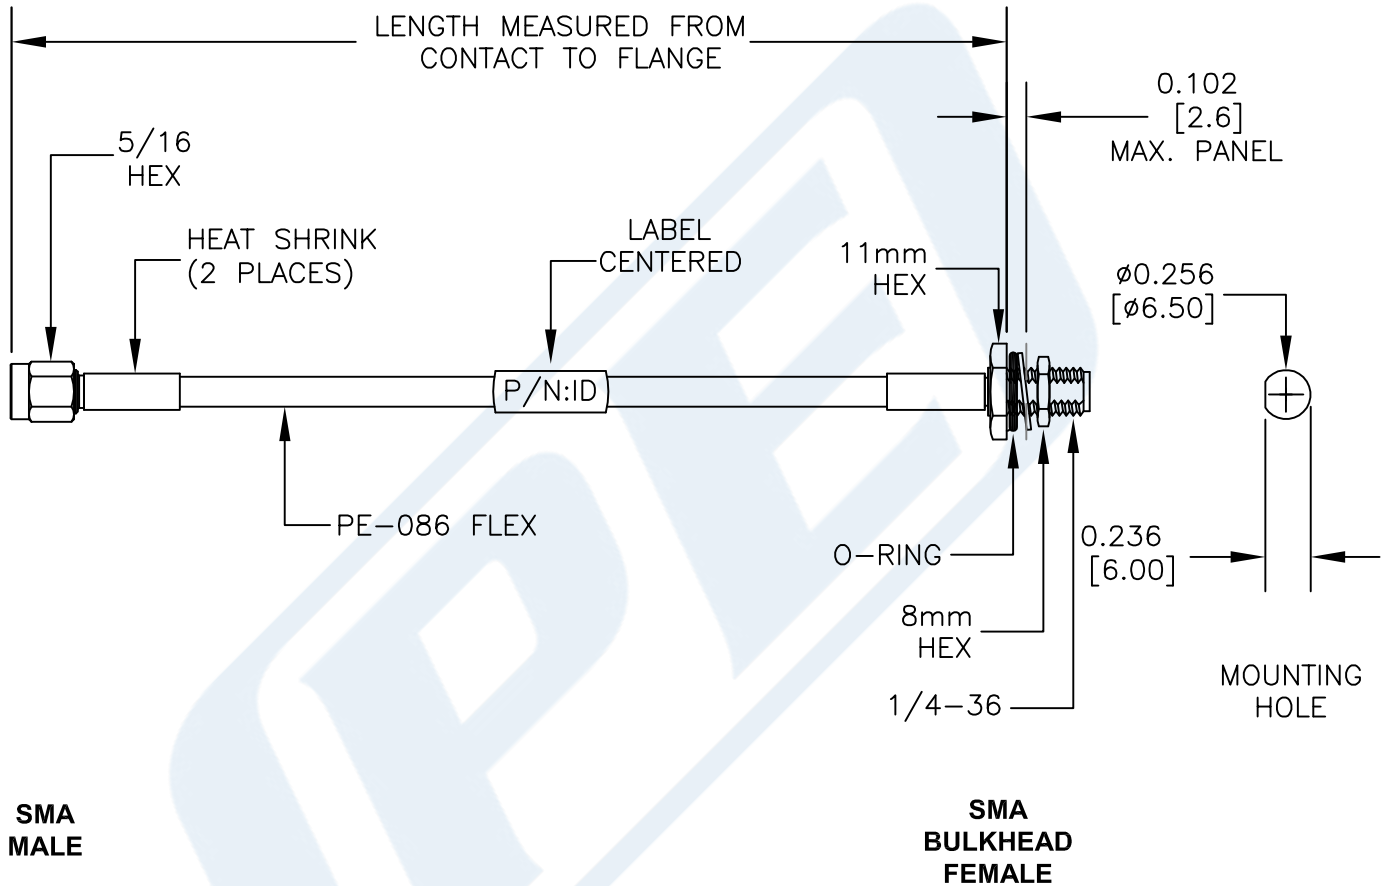 LENGTH MEASURED FROM
CONTACT TO FLANGE
0.102
[2.6]
MAX. PANEL
5/16
HEX
HEAT SHRINK
(2 PLACES)
LABEL
CENTERED
11mm
HEX
Ø0.256
[Ø6.50]
P/N:ID
PE-086 FLEX
O-RING
0.236
[6.00]
8mm
HEX
1/4-36
MOUNTING
HOLE
SMA
MALE
SMA
BULKHEAD
FEMALE
PE